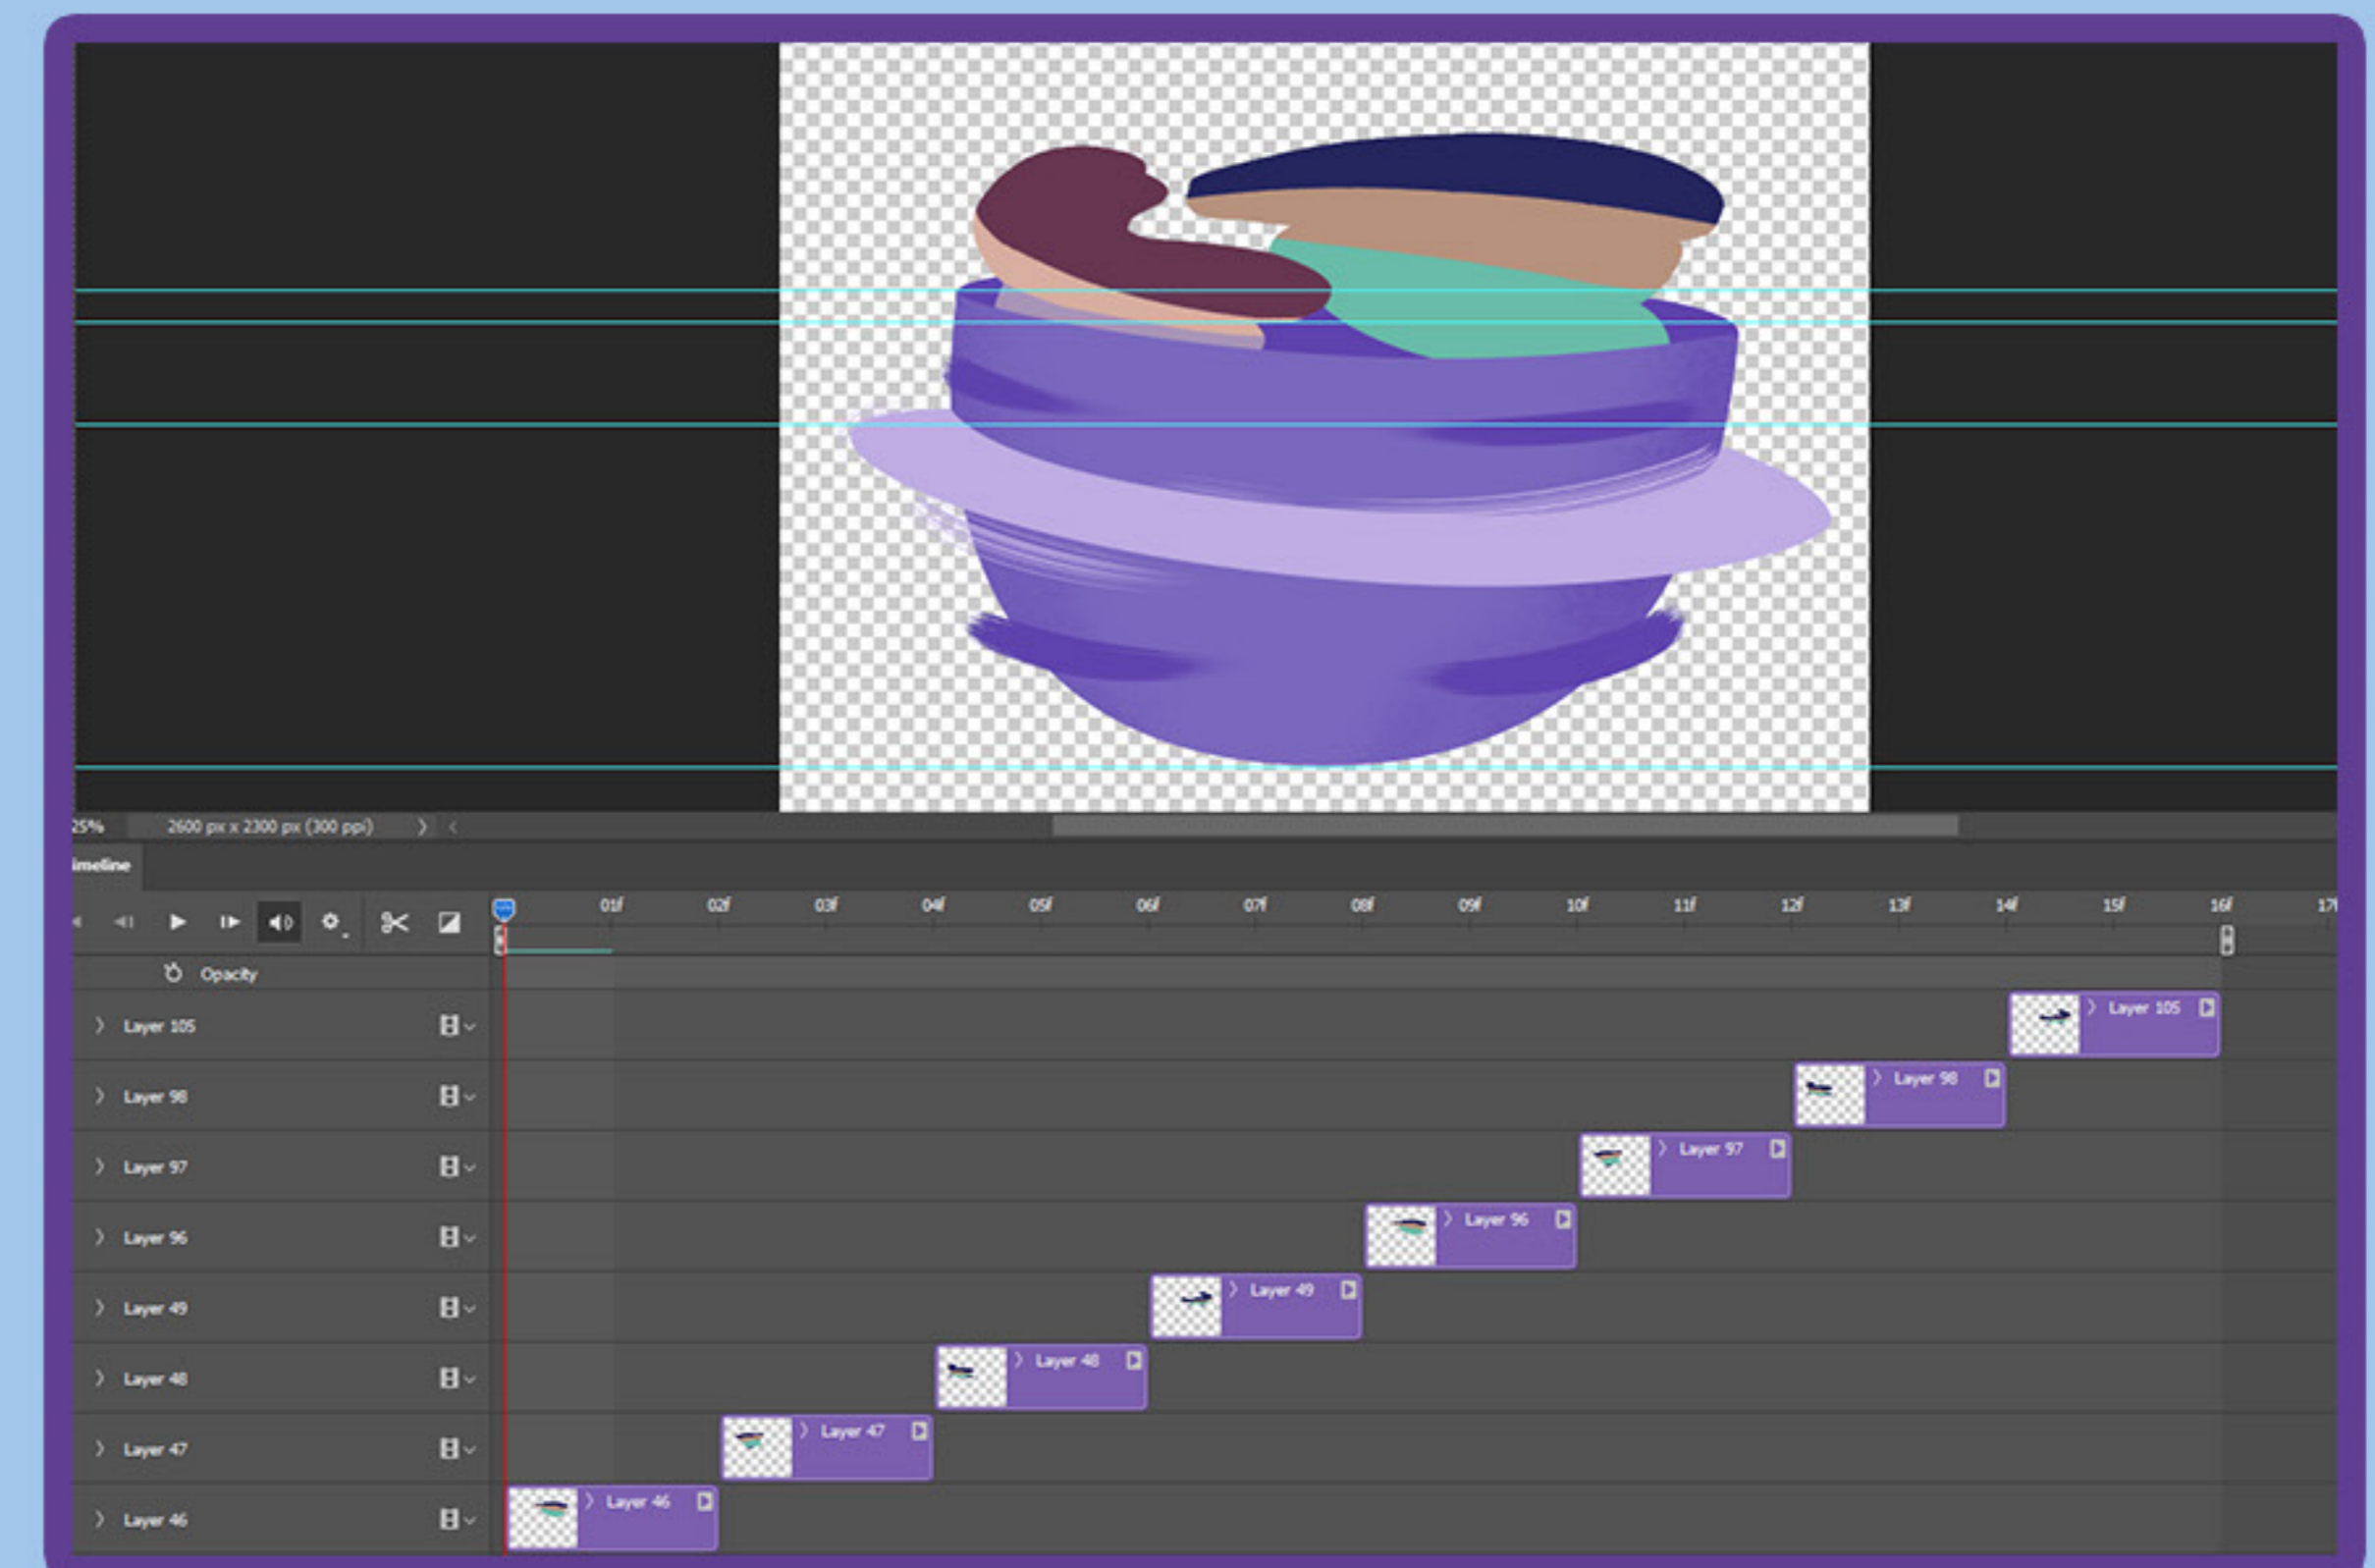 25% 2600 px x 2300 px (300 ppi)
imeline
01f 02f 03f 04f 05f 06f 07f 08f 09f 10f 11f 12f 13f 14f 15f 16f 17f
Opacity
Layer 105 Layer 105
Layer 98 Layer 98
Layer 97 Layer 97
Layer 96 Layer 96
Layer 49 Layer 49
Layer 48 Layer 48
Layer 47 Layer 47
Layer 46 Layer 46